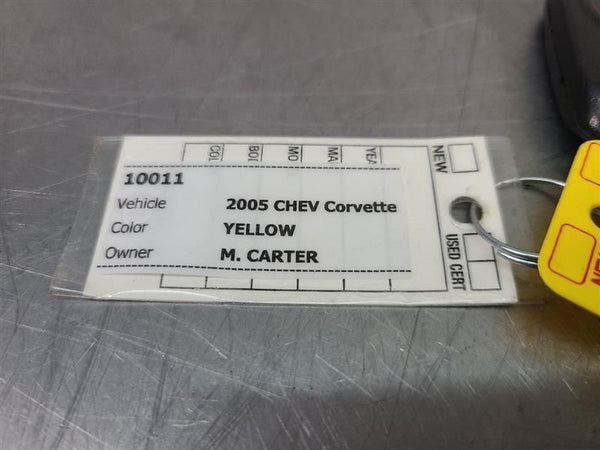 10011
Vehicle 2005 CHEV Corvette
Color YELLOW
Owner M. CARTER
NEW
USED CERT